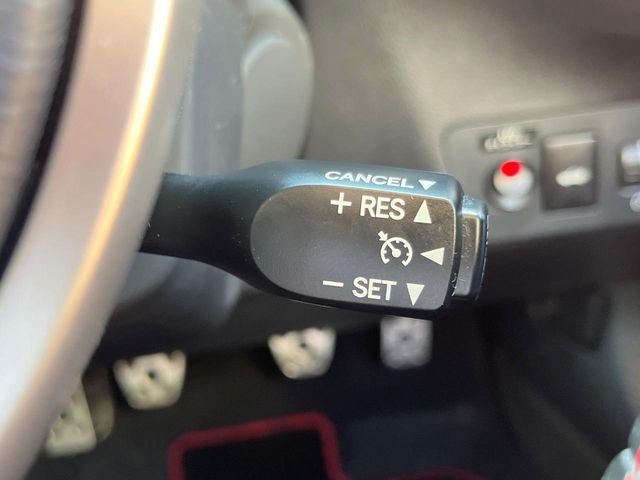 CANCEL ▼
+ RES ▲
◀
− SET ▼